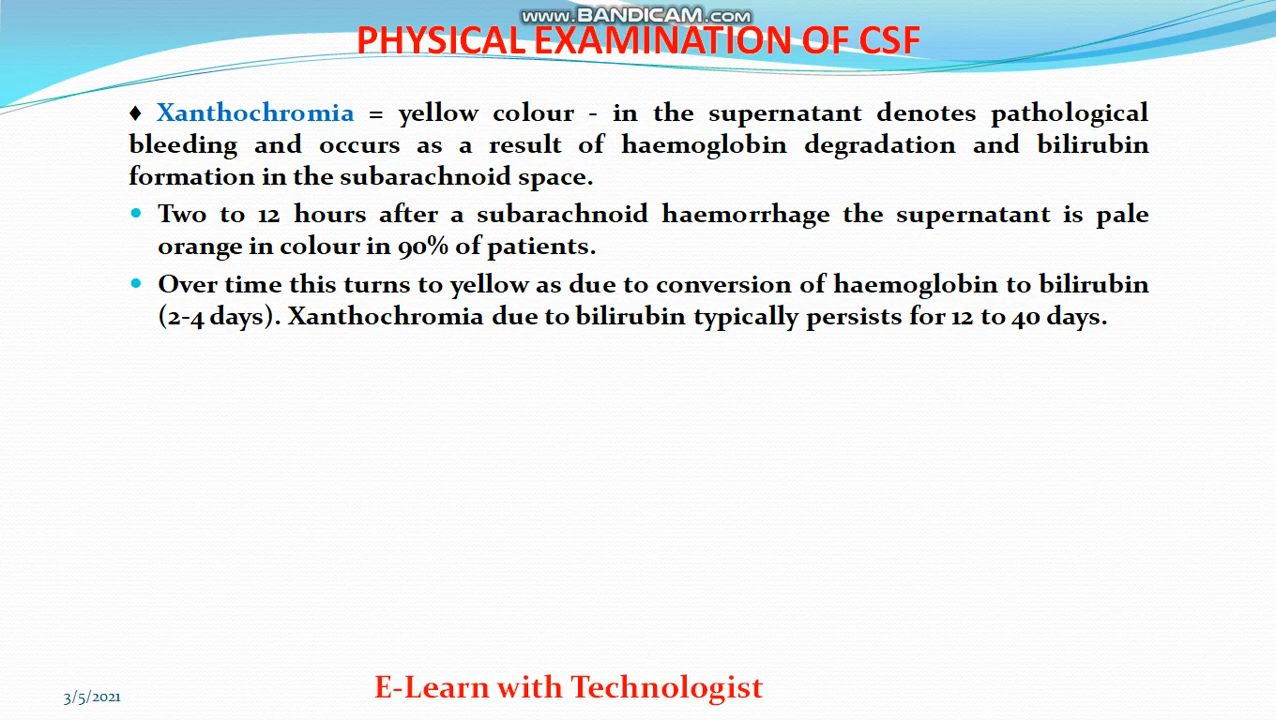 www.BANDICAM.com
PHYSICAL EXAMINATION OF CSF
♦ Xanthochromia = yellow colour - in the supernatant denotes pathological
bleeding and occurs as a result of haemoglobin degradation and bilirubin
formation in the subarachnoid space.
• Two to 12 hours after a subarachnoid haemorrhage the supernatant is pale
orange in colour in 90% of patients.
• Over time this turns to yellow as due to conversion of haemoglobin to bilirubin
(2-4 days). Xanthochromia due to bilirubin typically persists for 12 to 40 days.
3/5/2021
E-Learn with Technologist